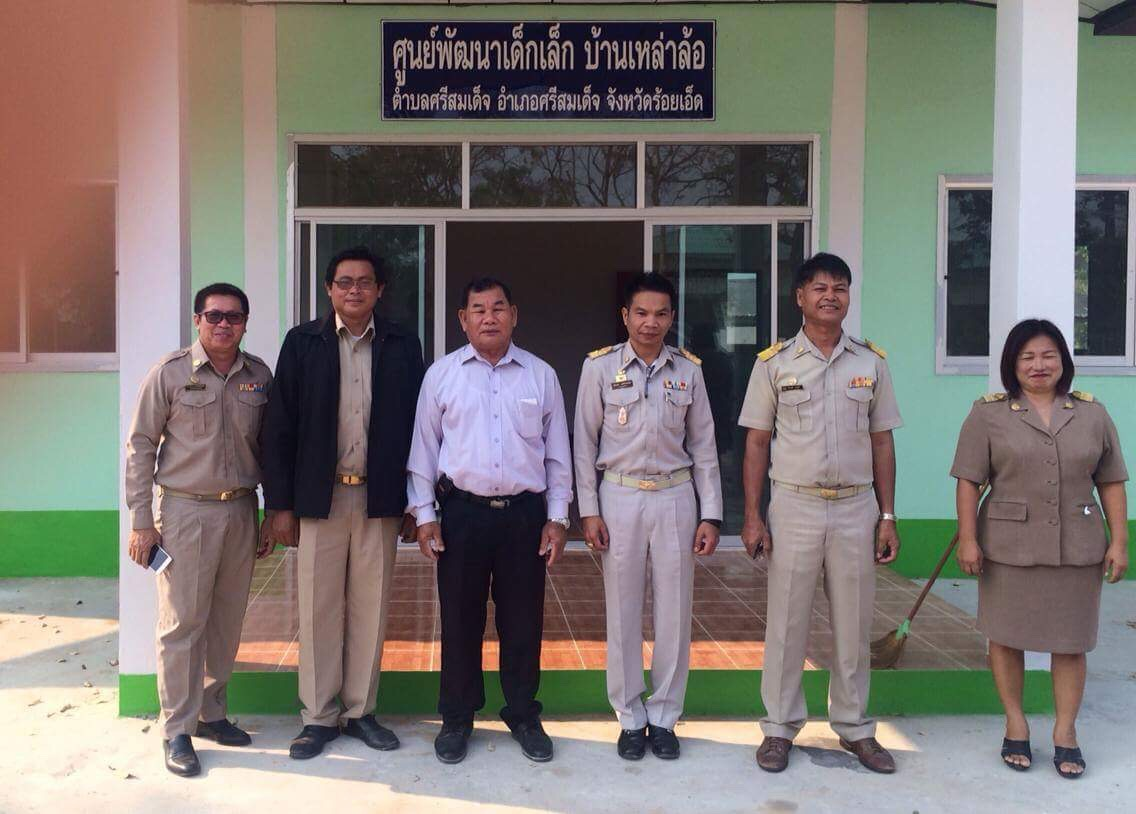 ศูนย์พัฒนาเด็กเล็ก บ้านเหล่าล้อ
ตำบลศรีสมเด็จ อำเภอศรีสมเด็จ จังหวัดร้อยเอ็ด